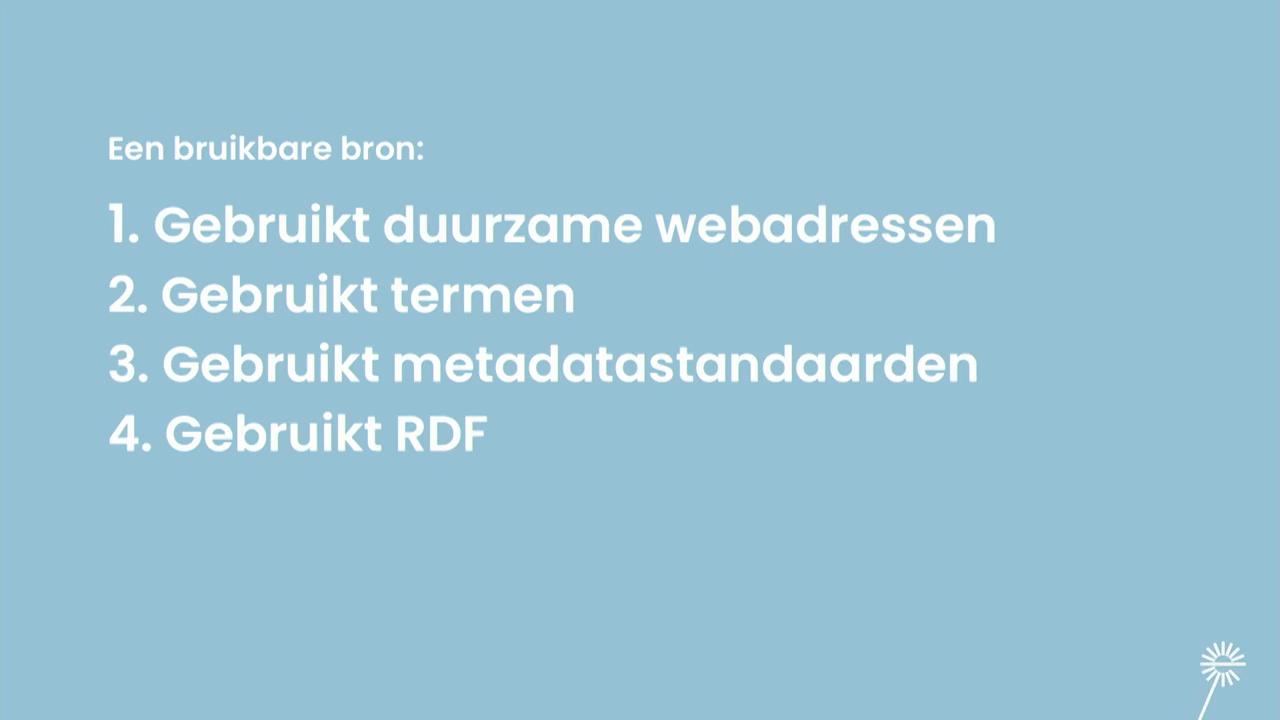 Een bruikbare bron:
1. Gebruikt duurzame webadressen
2. Gebruikt termen
3. Gebruikt metadatastandaarden
4. Gebruikt RDF